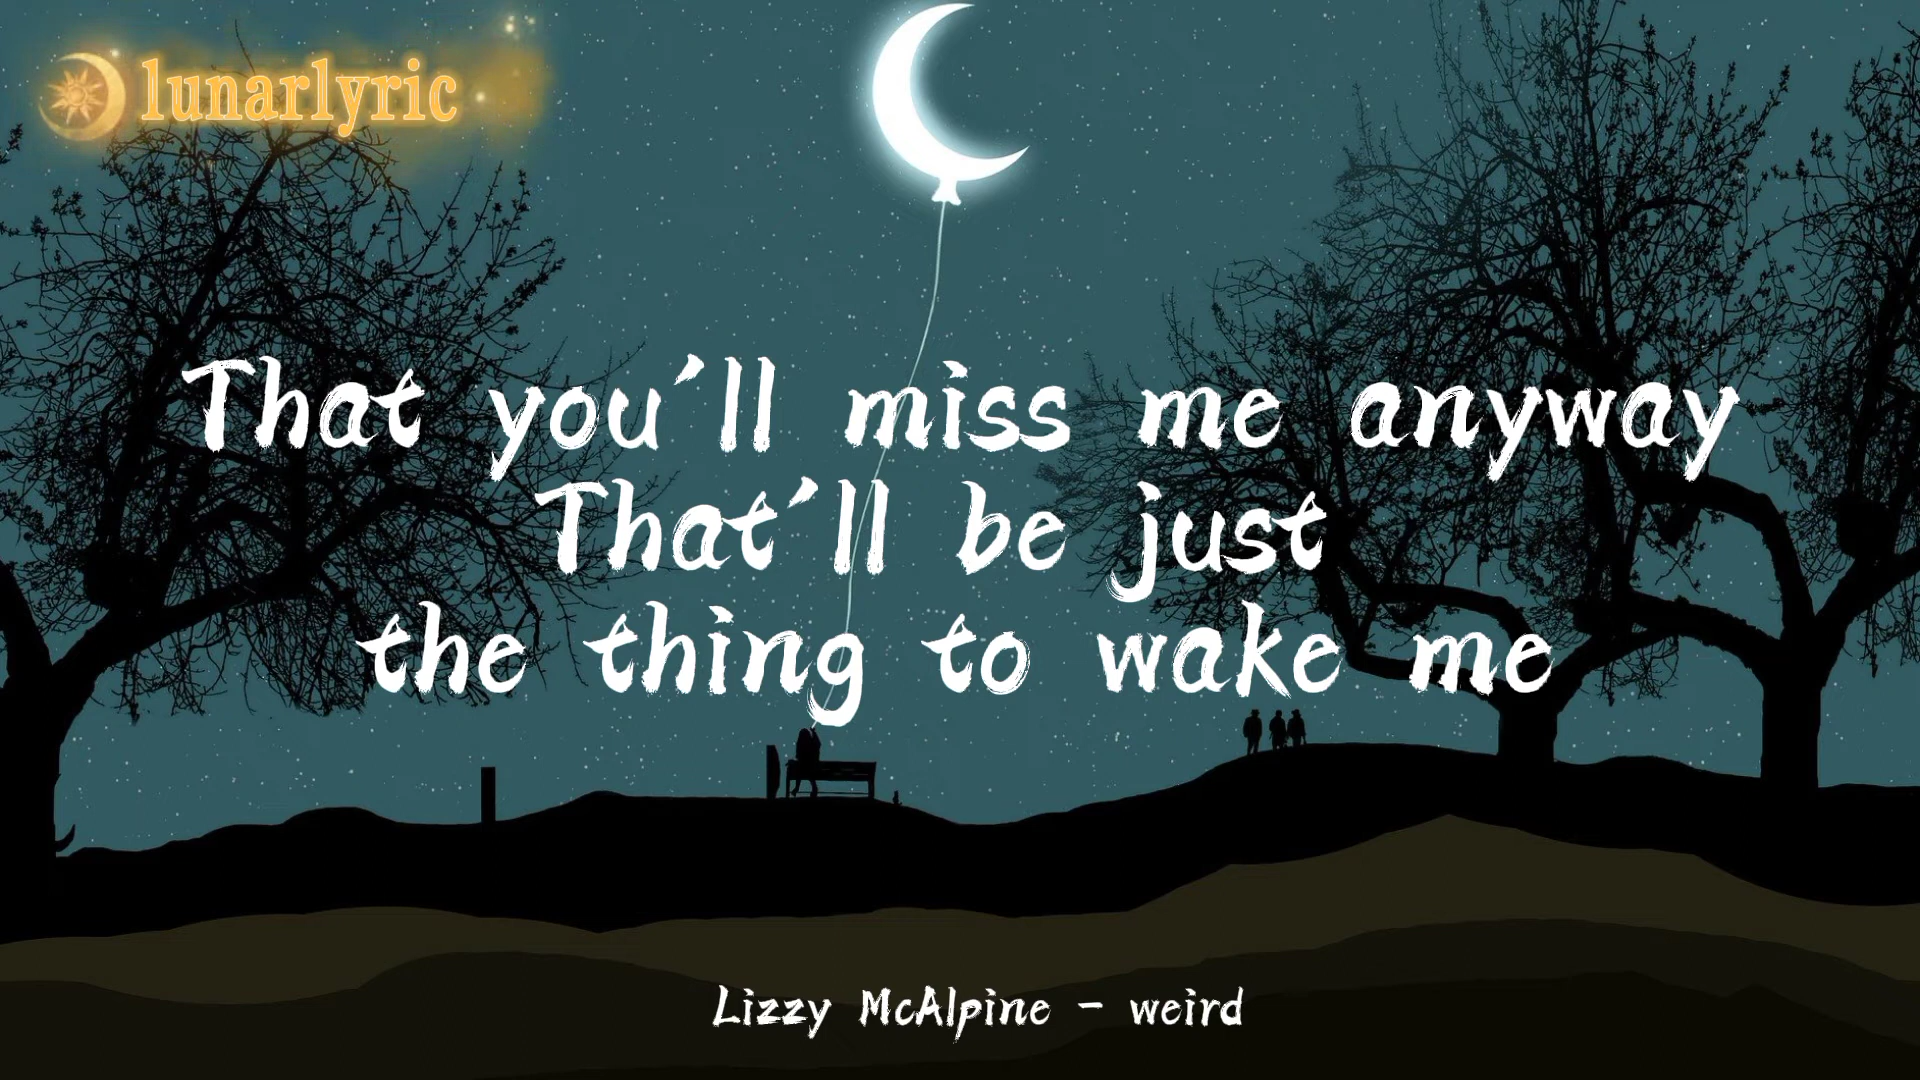 lunarlyric
That you'll miss me anyway
That'll be just
the thing to wake me
Lizzy McAlpine - weird